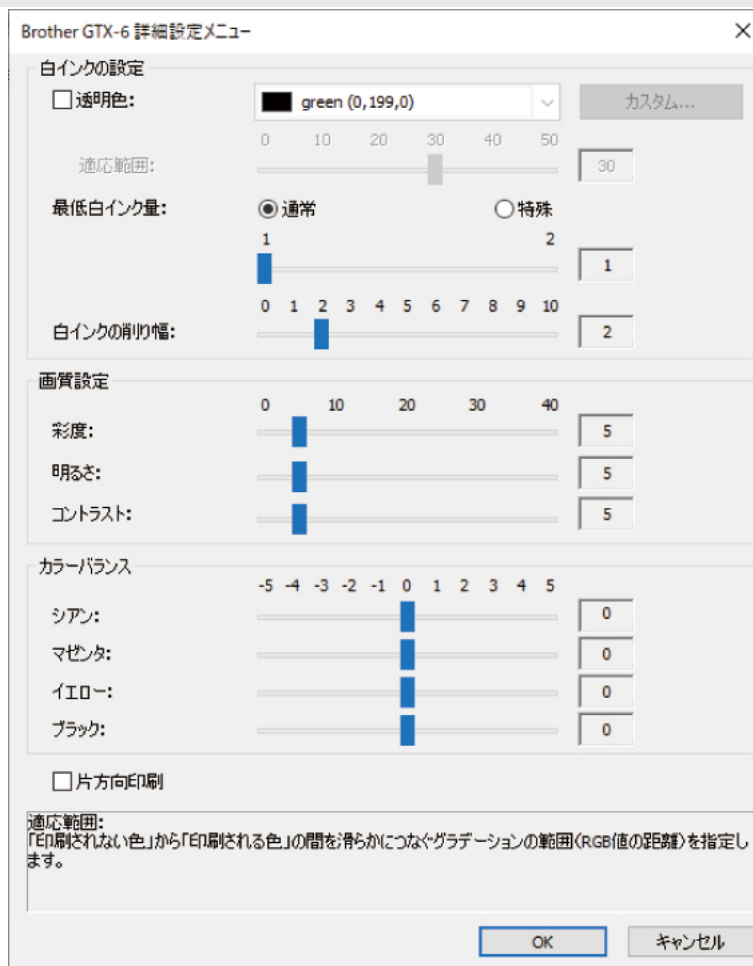 Brother GTX-6 詳細設定メニュー
白インクの設定
透明色: green (0,199,0) カスタム...
0 10 20 30 40 50
適応範囲: 30
最低白インク量: 通常 特殊
1 2
1
0 1 2 3 4 5 6 7 8 9 10
白インクの削り幅: 2
画質設定
0 10 20 30 40
彩度: 5
明るさ: 5
コントラスト: 5
カラーバランス
-5 -4 -3 -2 -1 0 1 2 3 4 5
シアン: 0
マゼンタ: 0
イエロー: 0
ブラック: 0
片方向印刷
適応範囲:
「印刷されない色」から「印刷される色」の間を滑らかにつなぐグラデーションの範囲(RGB値の距離)を指定し
ます。
OK キャンセル